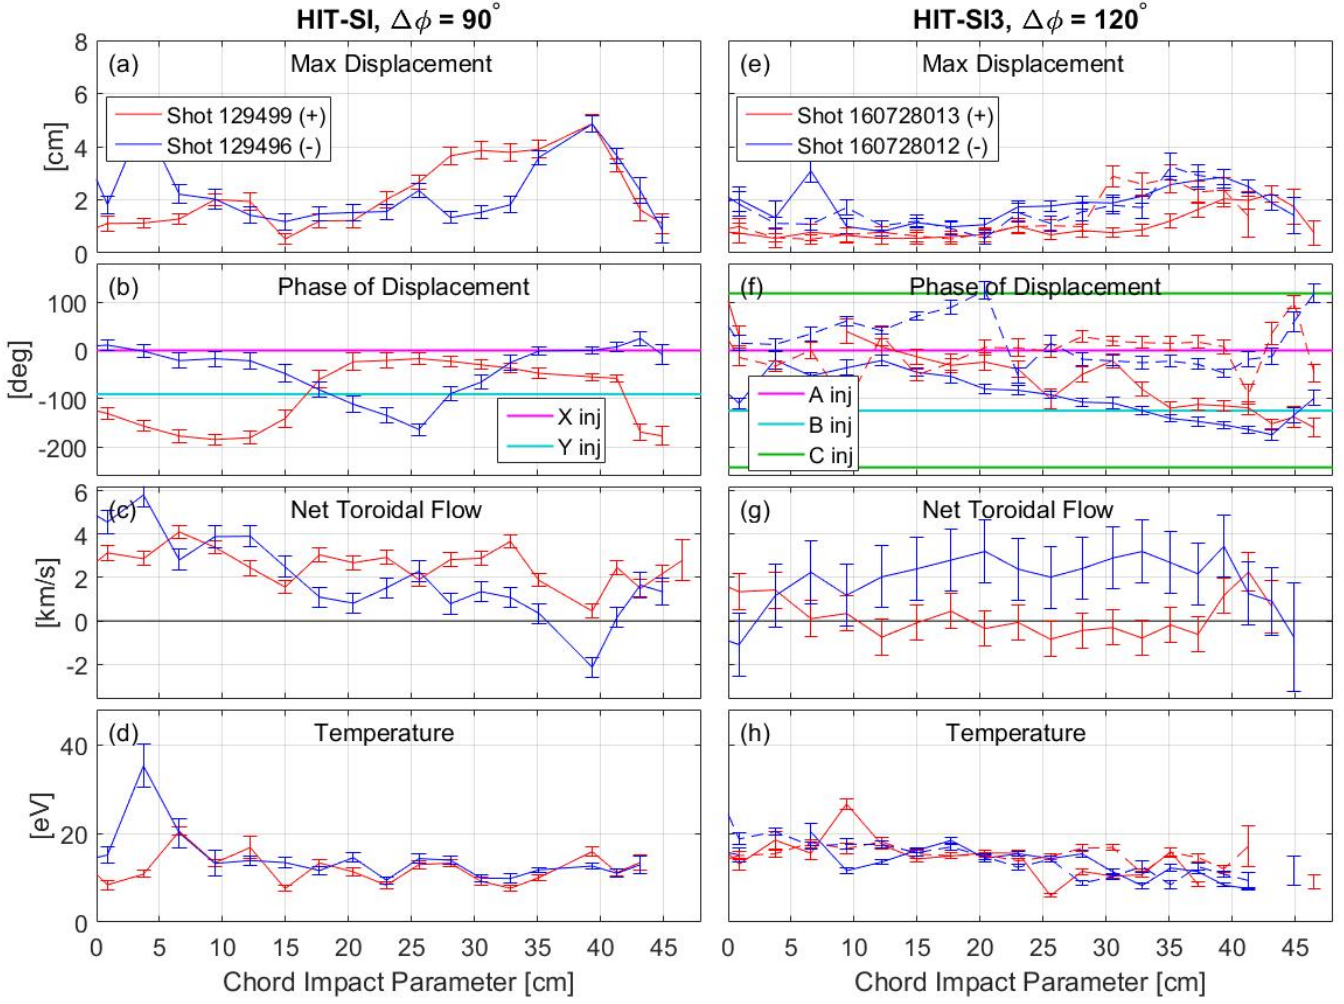 HIT-SI, Δϕ = 90°
(a)
Max Displacement
Shot 129499 (+)
Shot 129496 (-)
8
6
4
2
0
[cm]
(b)
Phase of Displacement
100
0
-100
-200
[deg]
X inj
Y inj
(c)
Net Toroidal Flow
6
4
2
0
-2
[km/s]
(d)
Temperature
40
20
0
[eV]
0 5 10 15 20 25 30 35 40 45
Chord Impact Parameter [cm]
HIT-SI3, Δϕ = 120°
(e)
Max Displacement
Shot 160728013 (+)
Shot 160728012 (-)
(f)
Phase of Displacement
A inj
B inj
C inj
(g)
Net Toroidal Flow
(h)
Temperature
0 5 10 15 20 25 30 35 40 45
Chord Impact Parameter [cm]